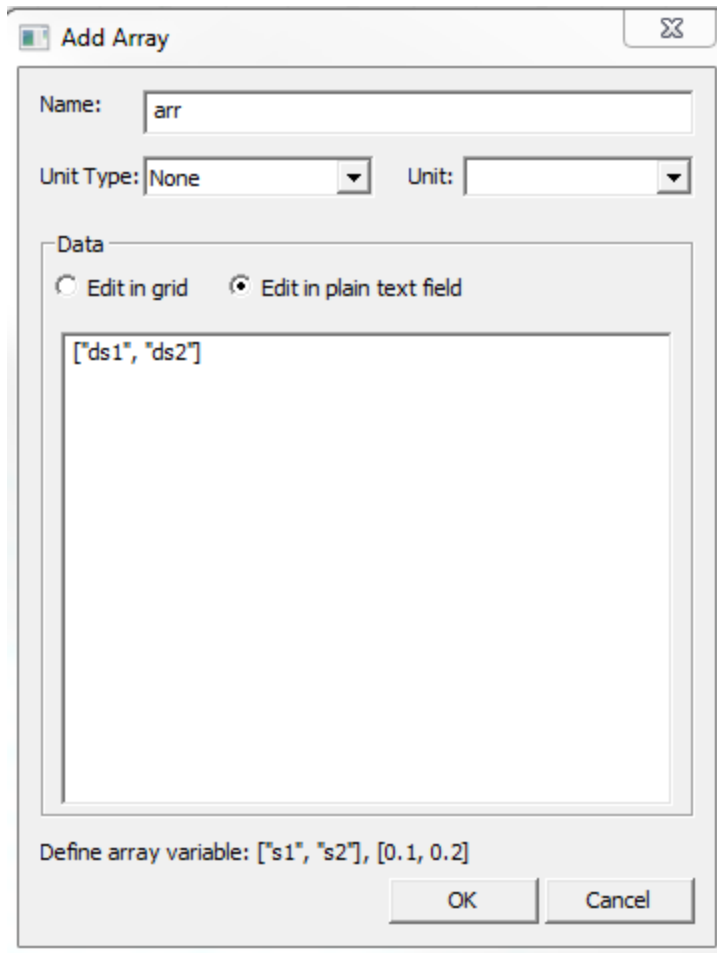 Add Array
Name: arr
Unit Type: None Unit:
Data
Edit in grid Edit in plain text field
["ds1", "ds2"]
Define array variable: ["s1", "s2"], [0.1, 0.2]
OK Cancel